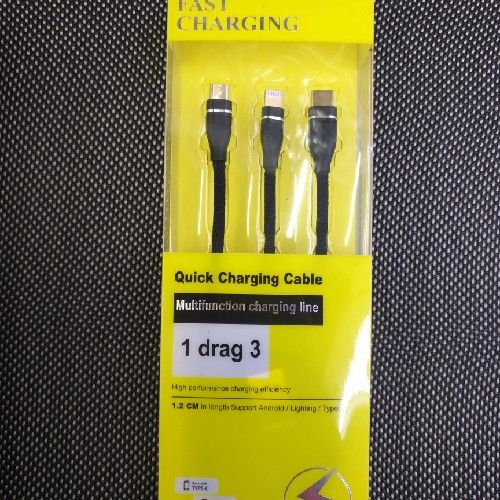 FAST
CHARGING
Quick Charging Cable
Multifunction charging line
1 drag 3
High performance charging efficiency
1.2 CM in length Support Android / Lighting / Type
TYPE-C